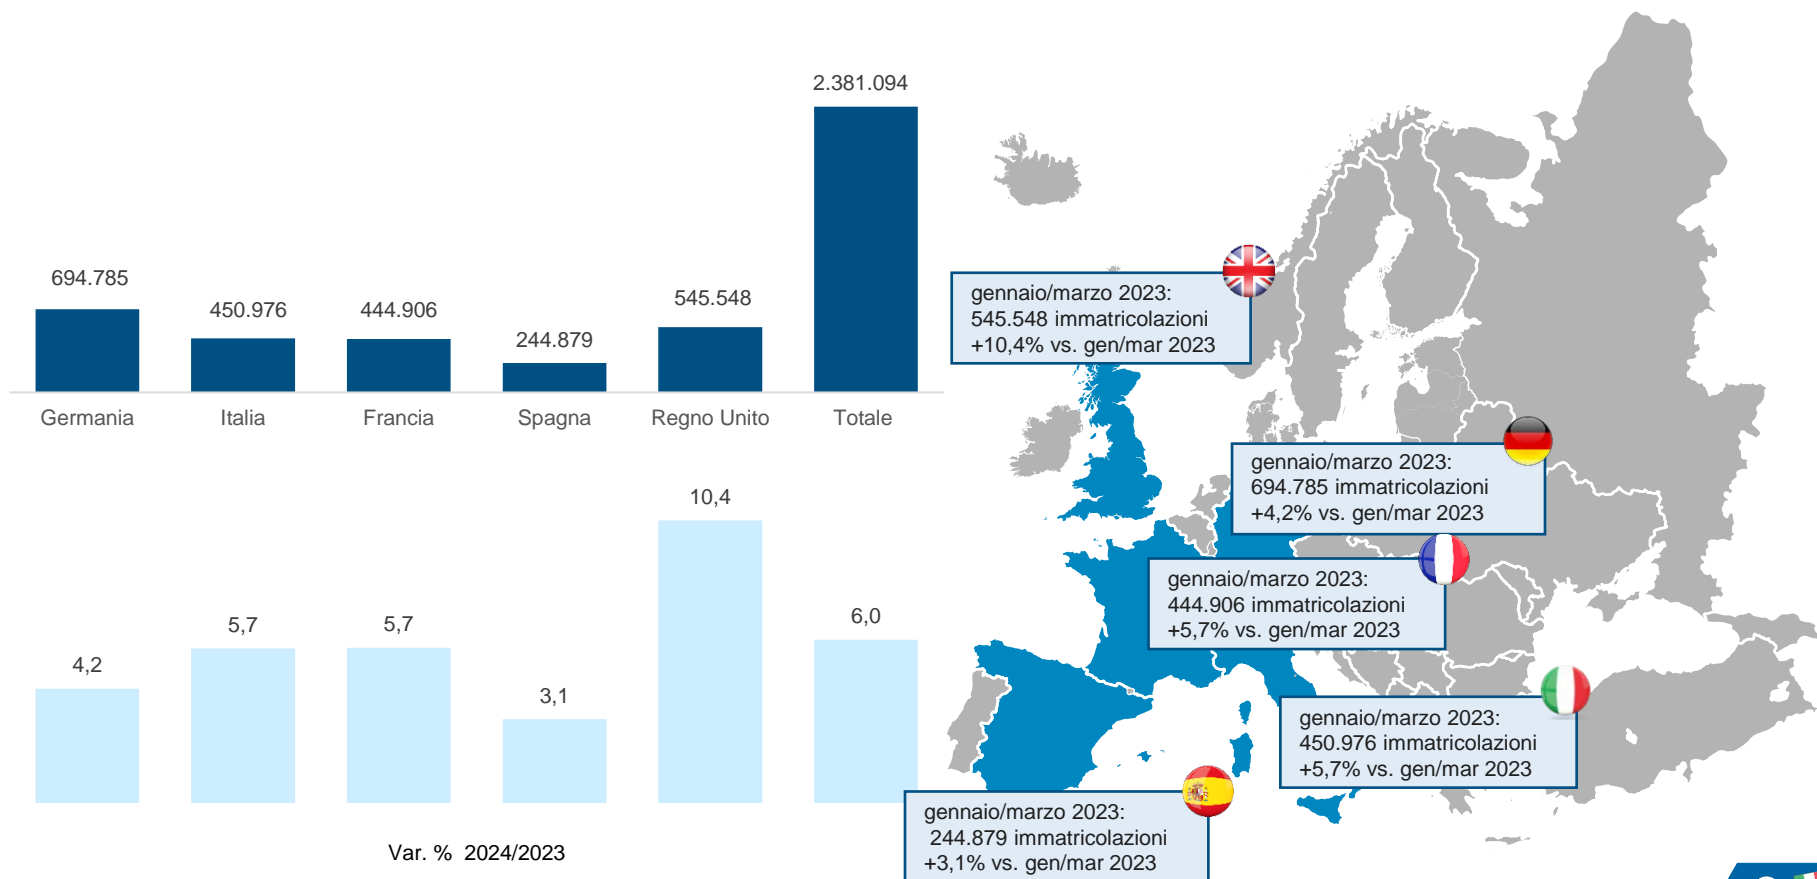 2.381.094
694.785
450.976
444.906
244.879
545.548
Germania
Italia
Francia
Spagna
Regno Unito
Totale
4,2
5,7
5,7
3,1
10,4
6,0
Var. % 2024/2023
gennaio/marzo 2023:
545.548 immatricolazioni
+10,4% vs. gen/mar 2023
gennaio/marzo 2023:
694.785 immatricolazioni
+4,2% vs. gen/mar 2023
gennaio/marzo 2023:
444.906 immatricolazioni
+5,7% vs. gen/mar 2023
gennaio/marzo 2023:
450.976 immatricolazioni
+5,7% vs. gen/mar 2023
gennaio/marzo 2023:
244.879 immatricolazioni
+3,1% vs. gen/mar 2023